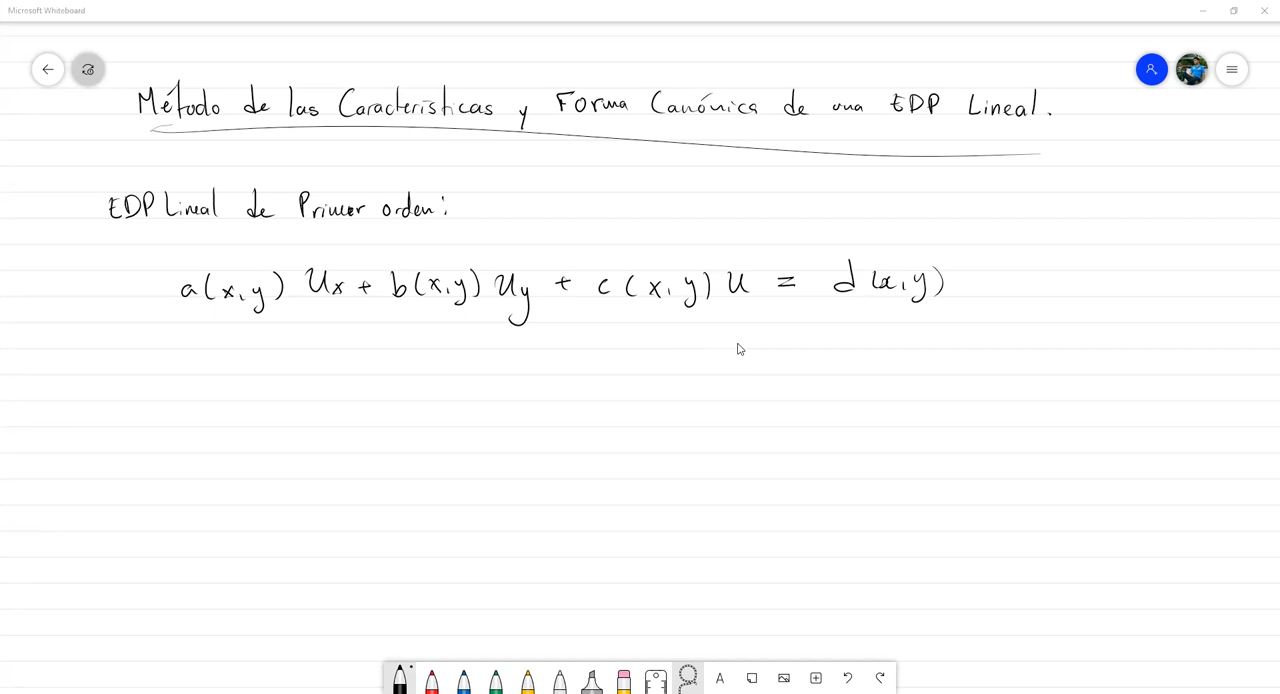 Microsoft Whiteboard
Método de las Características y Forma Canónica de una EDP Lineal.
EDP Lineal de Primer orden:
a(x,y) Ux + b(x,y) Uy + c(x,y) u = d(x,y)
A